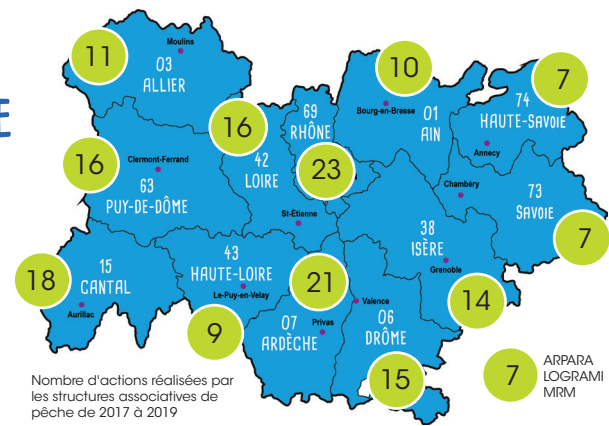 E
11
Moulins
03
ALLIER
10
Bourg-en-Bresse
01
AIN
7
74
HAUTE-SAVOIE
Annecy
69
RHÔNE
23
16
42
LOIRE
St-Étienne
16
Clermont-Ferrand
63
PUY-DE-DÔME
Chambéry
73
SAVOIE
7
38
ISÈRE
Grenoble
14
18
15
CANTAL
Aurillac
43
HAUTE-LOIRE
Le-Puy-en-Velay
9
21
07
ARDÈCHE
Privas
Valence
06
DRÔME
15
7
ARPARA
LOGRAMI
MRM
Nombre d'actions réalisées par
les structures associatives de
pêche de 2017 à 2019